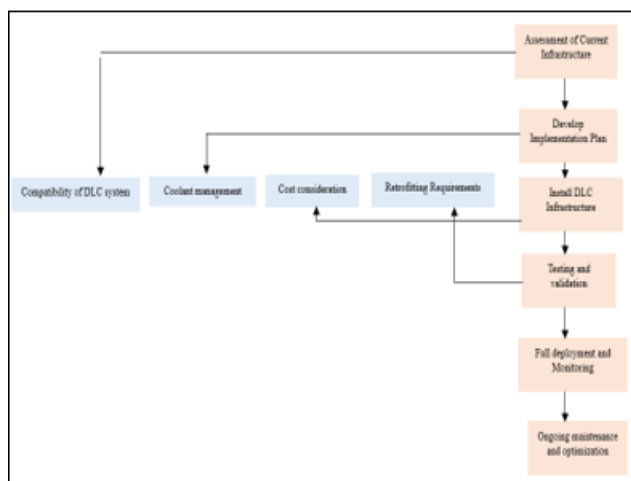 Assessment of Current
Infrastructure
Develop
Implementation Plan
Compatibility of DLC system
Coolant management
Cost consideration
Retrofitting Requirements
Install DLC
Infrastructure
Testing and
validation
Full deployment and
Monitoring
Ongoing maintenance
and optimization